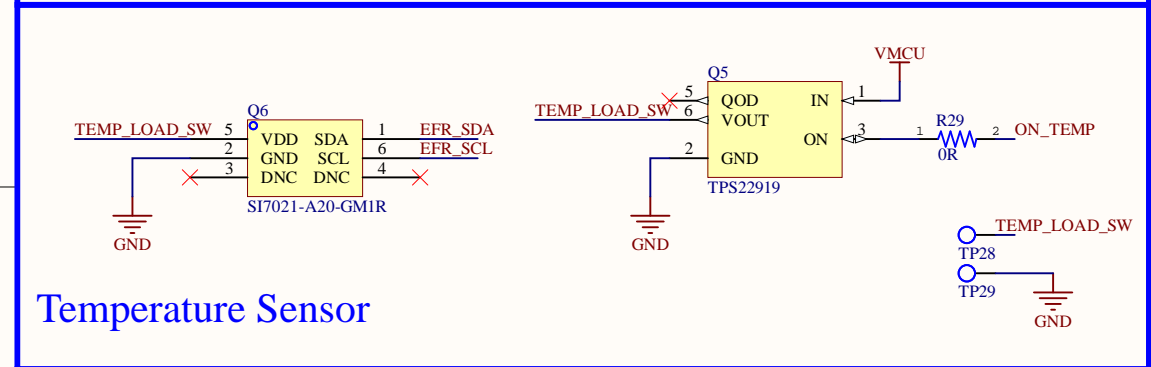 Q6
TEMP_LOAD_SW 5 VDD SDA 1 EFR_SDA
2 GND SCL 6 EFR_SCL
3 DNC DNC 4
SI7021-A20-GM1R
GND
VMCU
Q5
5 QOD IN 1
TEMP_LOAD_SW 6 VOUT
ON 3 1 R29 2 ON_TEMP
0R
2 GND
TPS22919
GND
TEMP_LOAD_SW
TP28
TP29
GND
Temperature Sensor